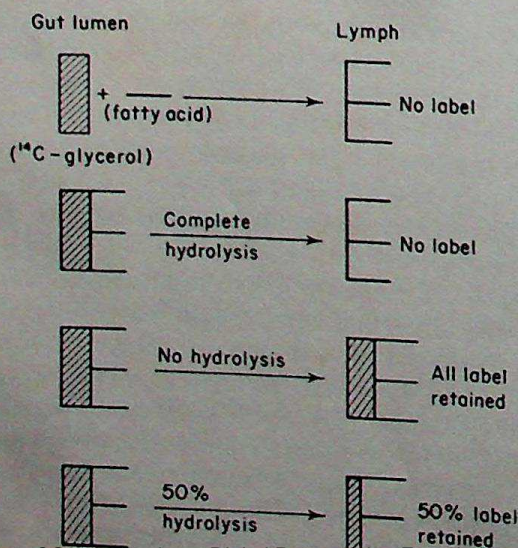 Gut lumen
Lymph
+
(fatty acid)
No label
(¹⁴C-glycerol)
Complete
hydrolysis
No label
No hydrolysis
All label
retained
50%
hydrolysis
50% label
retained